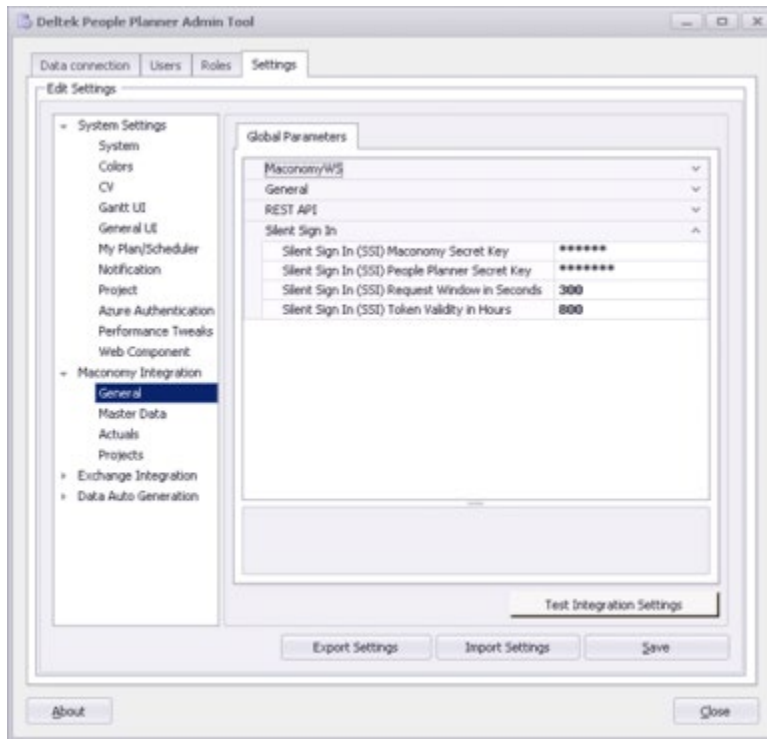 Deltek People Planner Admin Tool
Data connection Users Roles Settings
Edit Settings
System Settings
System
Colors
CV
Gantt UI
General UI
My Plan/Scheduler
Notification
Project
Azure Authentication
Performance Tweaks
Web Component
Maconomy Integration
General
Master Data
Actuals
Projects
Exchange Integration
Data Auto Generation
Global Parameters
MaconomyWS
General
REST API
Silent Sign In
Silent Sign In (SSI) Maconomy Secret Key ******
Silent Sign In (SSI) People Planner Secret Key *******
Silent Sign In (SSI) Request Window in Seconds 300
Silent Sign In (SSI) Token Validity in Hours 800
Test Integration Settings
Export Settings Import Settings Save
About Close